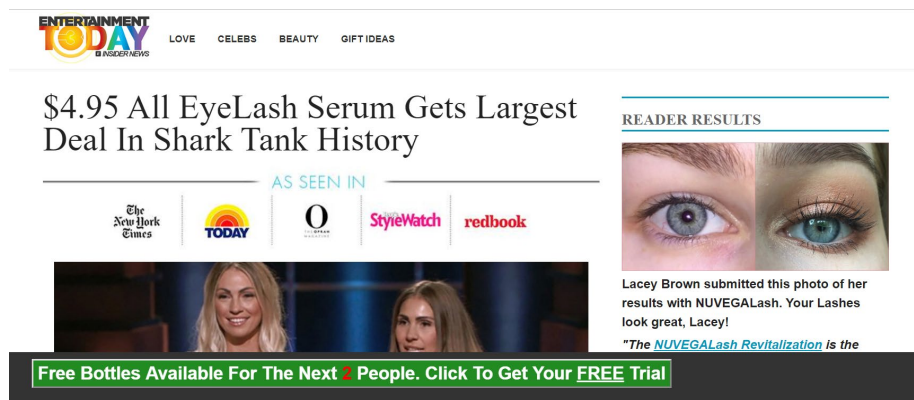 ENTERTAINMENT
TODAY
INSIDER NEWS
LOVE CELEBS BEAUTY GIFT IDEAS
$4.95 All EyeLash Serum Gets Largest
Deal In Shark Tank History
AS SEEN IN
The
New York
Times
TODAY
O
THE OPRAH
MAGAZINE
StyleWatch
redbook
READER RESULTS
Lacey Brown submitted this photo of her
results with NUVEGALash. Your Lashes
look great, Lacey!
"The NUVEGALash Revitalization is the
Free Bottles Available For The Next 2 People. Click To Get Your FREE Trial